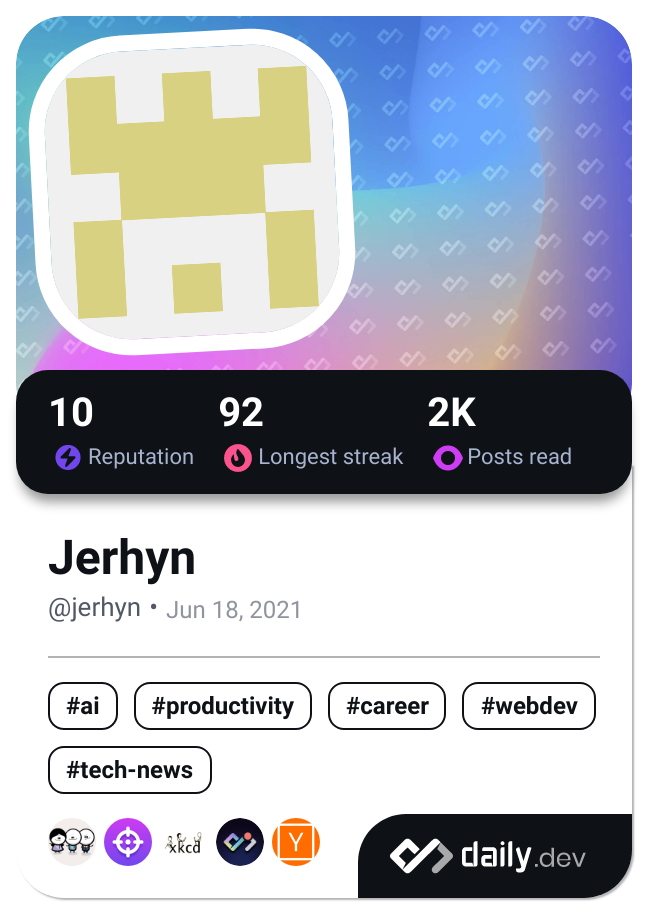 10 92 2K
Reputation Longest streak Posts read
Jerhyn
@jerhyn • Jun 18, 2021
#ai #productivity #career #webdev
#tech-news
xkcd Y
daily.dev